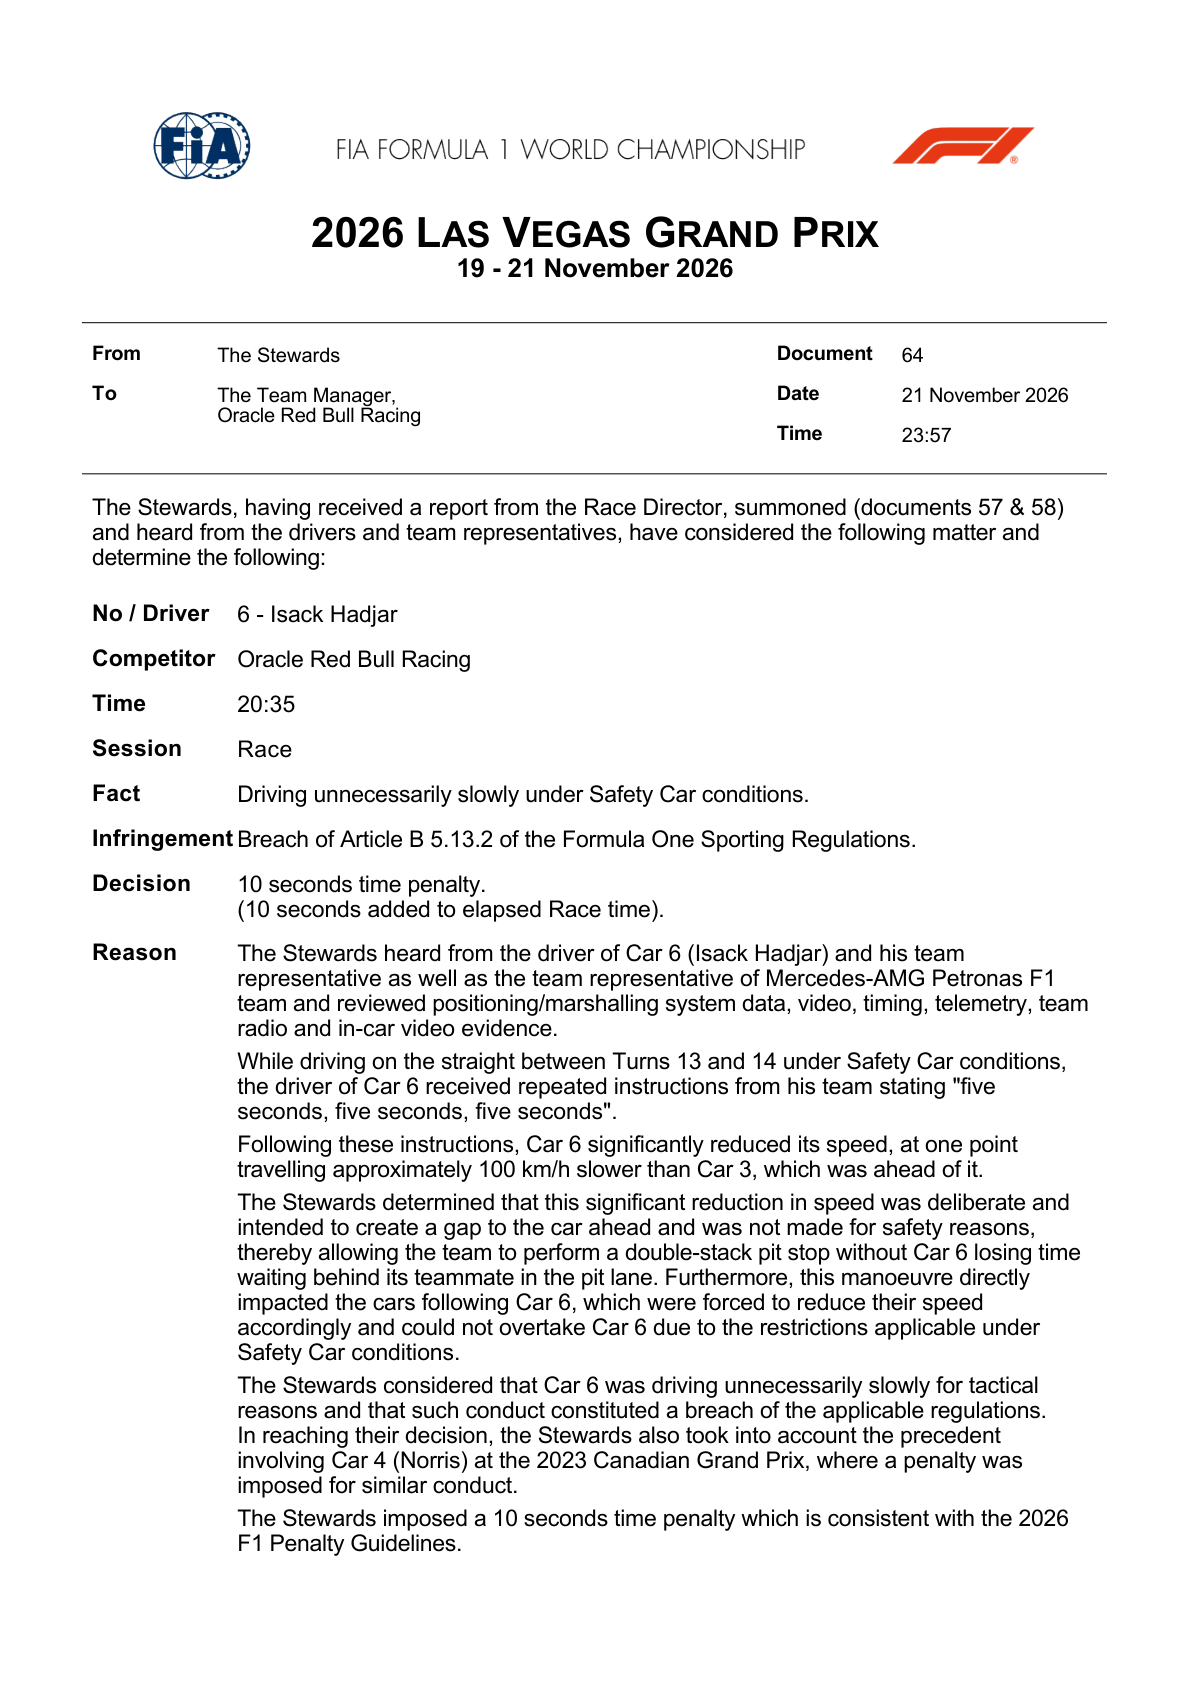 FIA
FIA FORMULA 1 WORLD CHAMPIONSHIP
F1®
2026 LAS VEGAS GRAND PRIX
19 - 21 November 2026
From The Stewards Document 64
To The Team Manager, Date 21 November 2026
Oracle Red Bull Racing
Time 23:57
The Stewards, having received a report from the Race Director, summoned (documents 57 & 58)
and heard from the drivers and team representatives, have considered the following matter and
determine the following:
No / Driver 6 - Isack Hadjar
Competitor Oracle Red Bull Racing
Time 20:35
Session Race
Fact Driving unnecessarily slowly under Safety Car conditions.
Infringement Breach of Article B 5.13.2 of the Formula One Sporting Regulations.
Decision 10 seconds time penalty.
(10 seconds added to elapsed Race time).
Reason The Stewards heard from the driver of Car 6 (Isack Hadjar) and his team
representative as well as the team representative of Mercedes-AMG Petronas F1
team and reviewed positioning/marshalling system data, video, timing, telemetry, team
radio and in-car video evidence.
While driving on the straight between Turns 13 and 14 under Safety Car conditions,
the driver of Car 6 received repeated instructions from his team stating "five
seconds, five seconds, five seconds".
Following these instructions, Car 6 significantly reduced its speed, at one point
travelling approximately 100 km/h slower than Car 3, which was ahead of it.
The Stewards determined that this significant reduction in speed was deliberate and
intended to create a gap to the car ahead and was not made for safety reasons,
thereby allowing the team to perform a double-stack pit stop without Car 6 losing time
waiting behind its teammate in the pit lane. Furthermore, this manoeuvre directly
impacted the cars following Car 6, which were forced to reduce their speed
accordingly and could not overtake Car 6 due to the restrictions applicable under
Safety Car conditions.
The Stewards considered that Car 6 was driving unnecessarily slowly for tactical
reasons and that such conduct constituted a breach of the applicable regulations.
In reaching their decision, the Stewards also took into account the precedent
involving Car 4 (Norris) at the 2023 Canadian Grand Prix, where a penalty was
imposed for similar conduct.
The Stewards imposed a 10 seconds time penalty which is consistent with the 2026
F1 Penalty Guidelines.